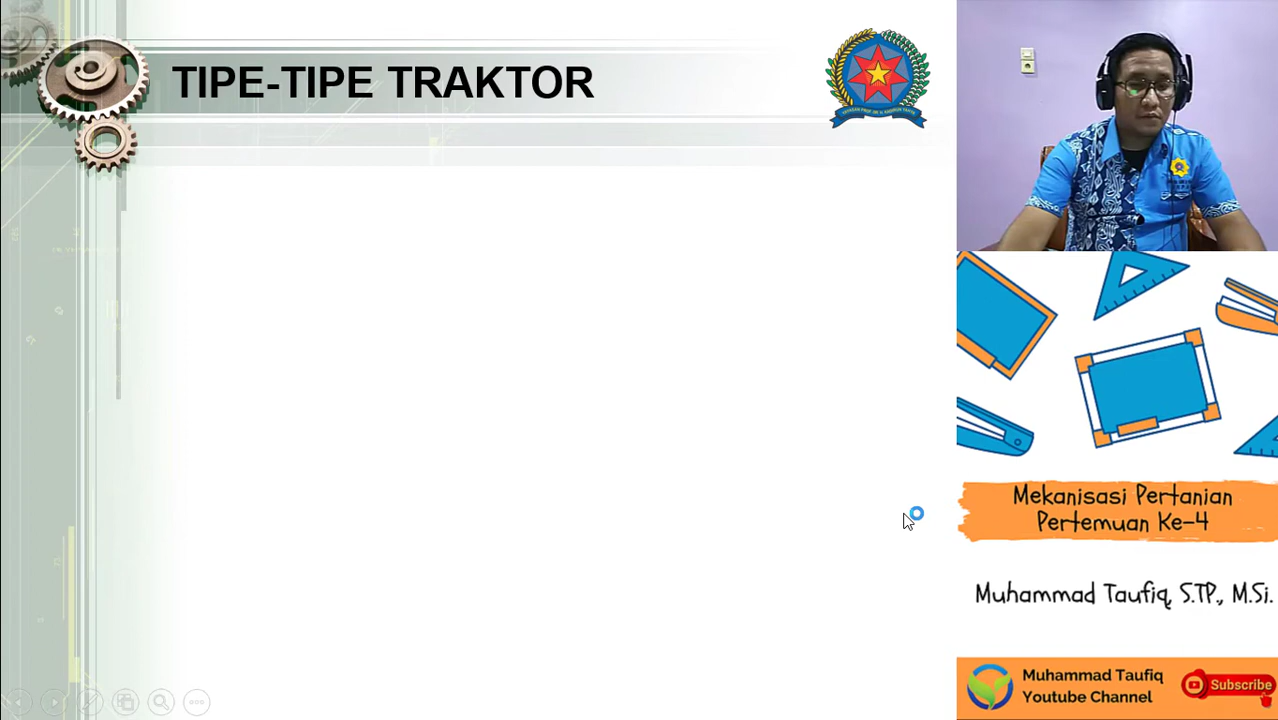 TIPE-TIPE TRAKTOR
Mekanisasi Pertanian
Pertemuan Ke-4
Muhammad Taufiq, S.TP., M.Si.
Muhammad Taufiq
Youtube Channel
Subscribe